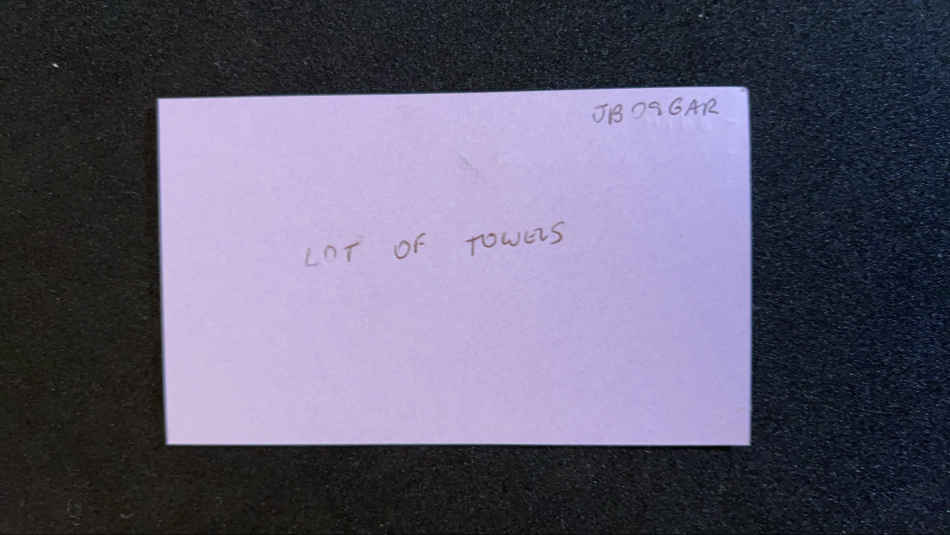 JB09GAR
LOT OF TOWELS